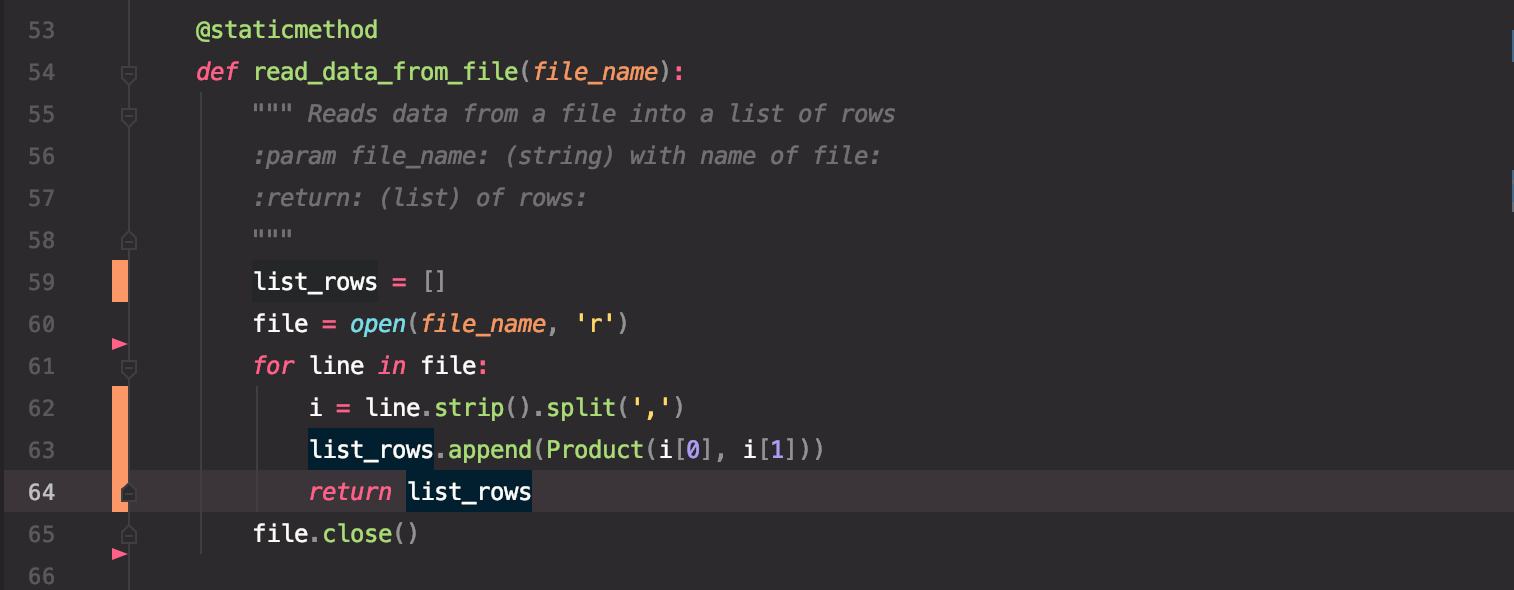 53 @staticmethod
54 def read_data_from_file(file_name):
55 """ Reads data from a file into a list of rows
56 :param file_name: (string) with name of file:
57 :return: (list) of rows:
58 """
59 list_rows = []
60 file = open(file_name, 'r')
61 for line in file:
62 i = line.strip().split(',')
63 list_rows.append(Product(i[0], i[1]))
64 return list_rows
65 file.close()
66